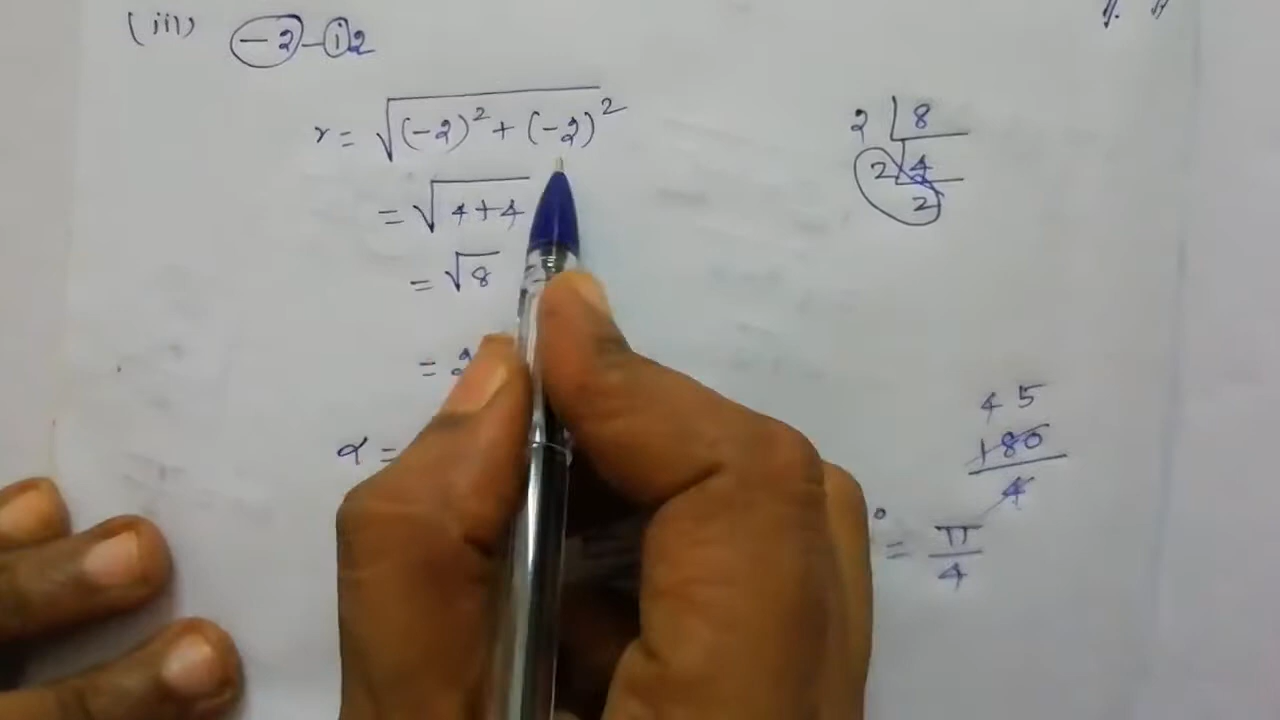 (iii) -2-i2
r = √(-2)² + (-2)²
= √4+4
= √8
= 2
α =
2 | 8
2 | 4
2
45
180
4
° = π/4